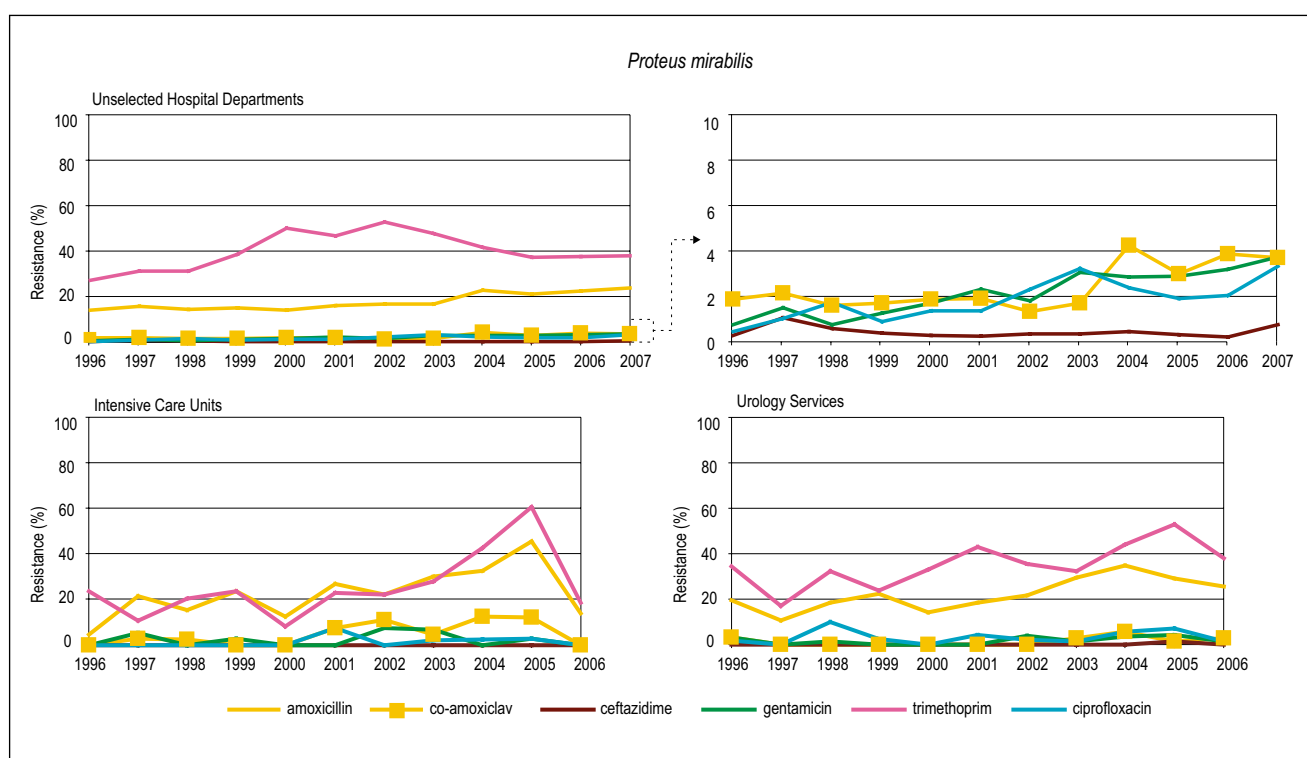 Proteus mirabilis
Unselected Hospital Departments
Resistance (%)
100
80
60
40
20
0
1996 1997 1998 1999 2000 2001 2002 2003 2004 2005 2006 2007
10
8
6
4
2
0
1996 1997 1998 1999 2000 2001 2002 2003 2004 2005 2006 2007
Intensive Care Units
Resistance (%)
100
80
60
40
20
0
1996 1997 1998 1999 2000 2001 2002 2003 2004 2005 2006
Urology Services
Resistance (%)
100
80
60
40
20
0
1996 1997 1998 1999 2000 2001 2002 2003 2004 2005 2006
amoxicillin co-amoxiclav ceftazidime gentamicin trimethoprim ciprofloxacin